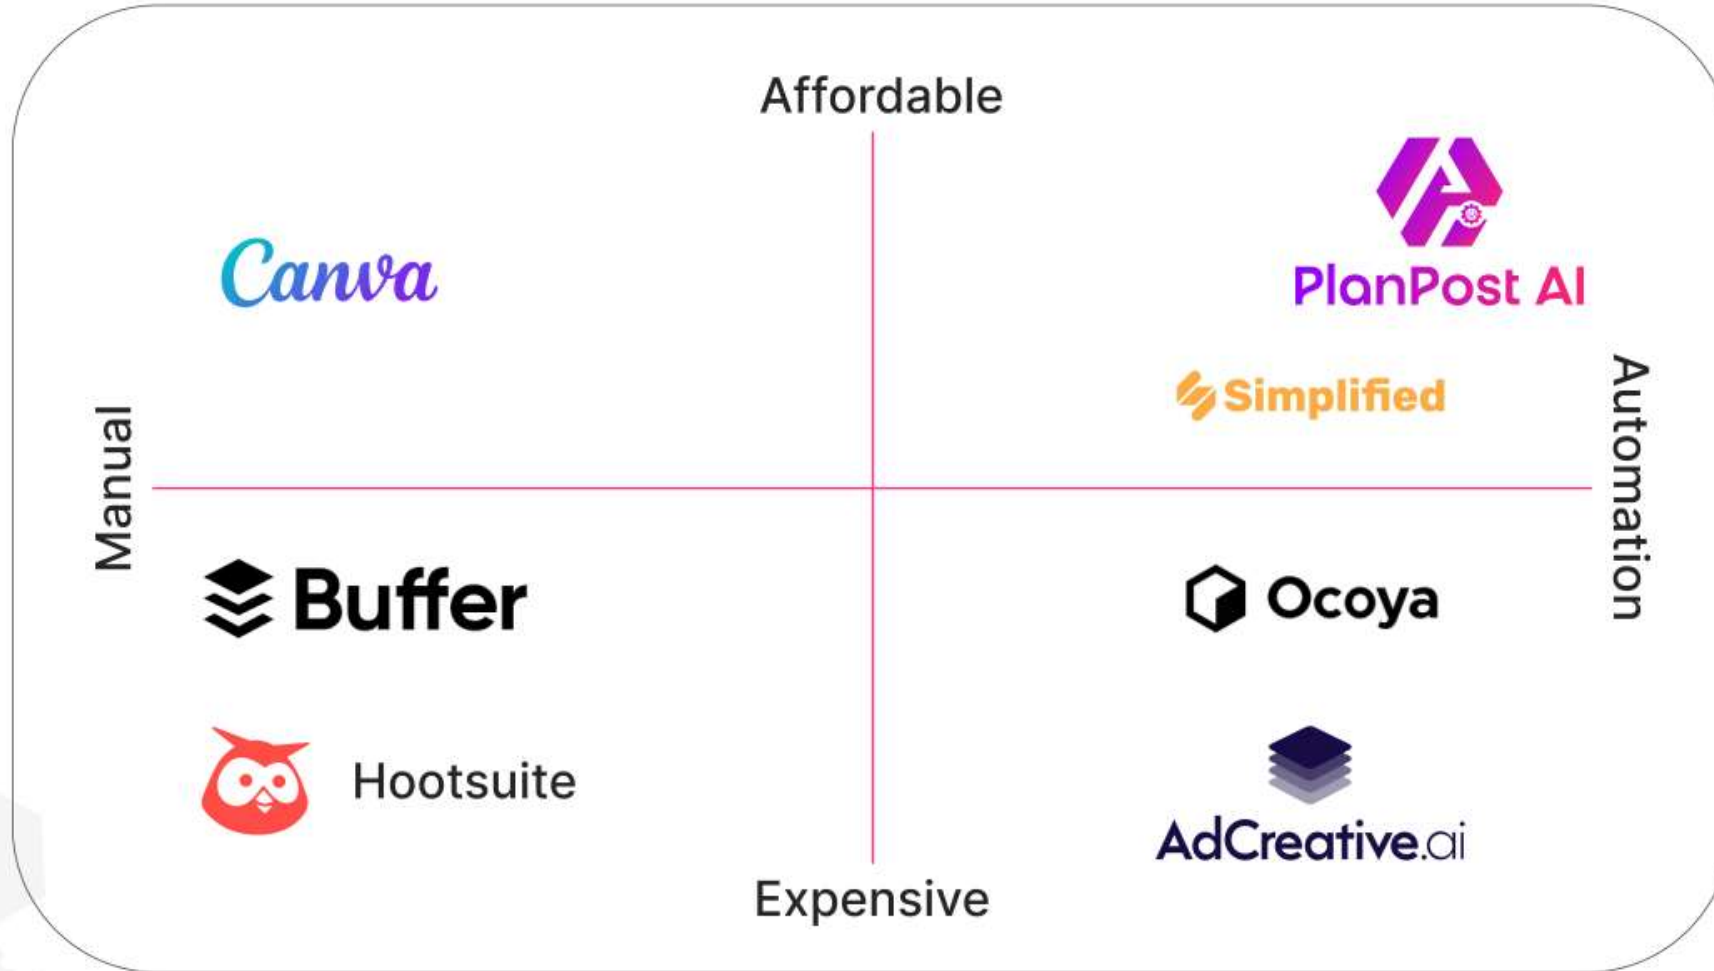 Affordable
Canva
PlanPost AI
Simplified
Manual
Automation
Buffer
Ocoya
Hootsuite
AdCreative.ai
Expensive